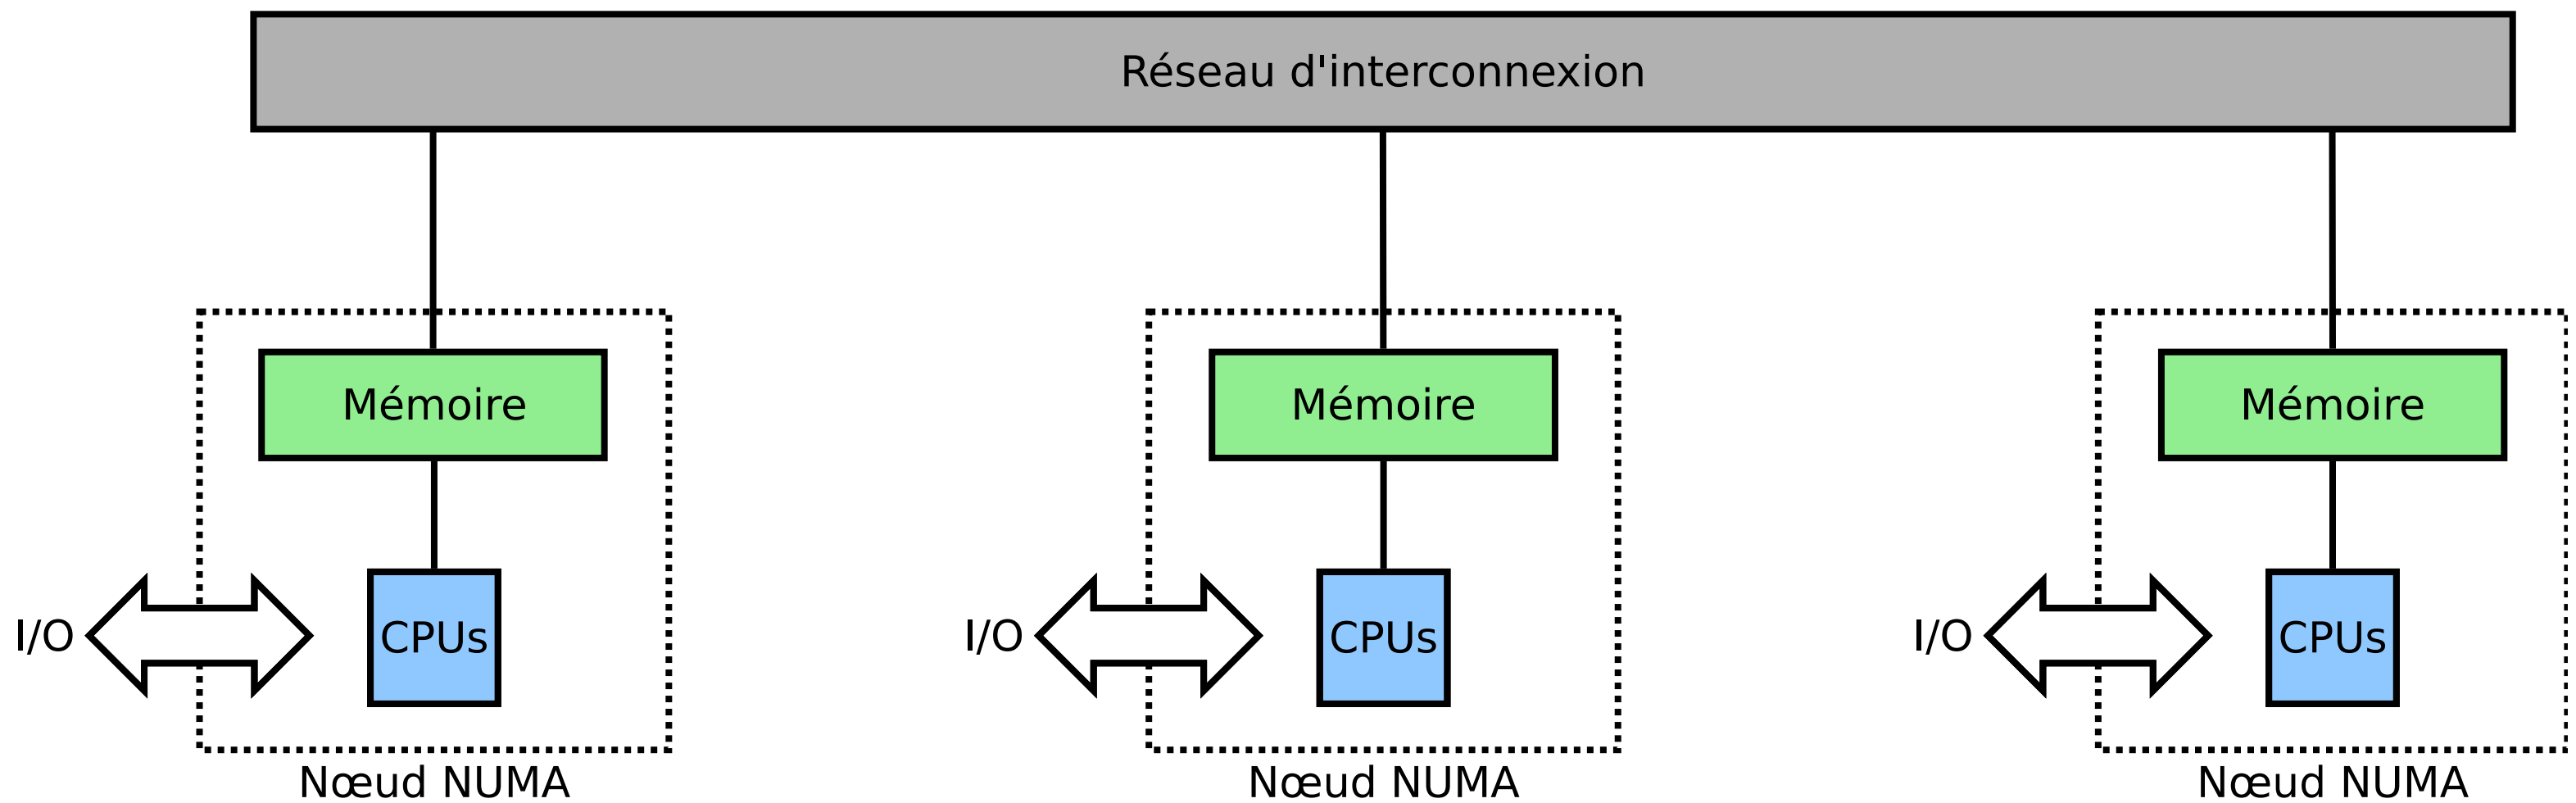 Réseau d'interconnexion
Mémoire
Mémoire
Mémoire
I/O
CPUs
I/O
CPUs
I/O
CPUs
Nœud NUMA
Nœud NUMA
Nœud NUMA